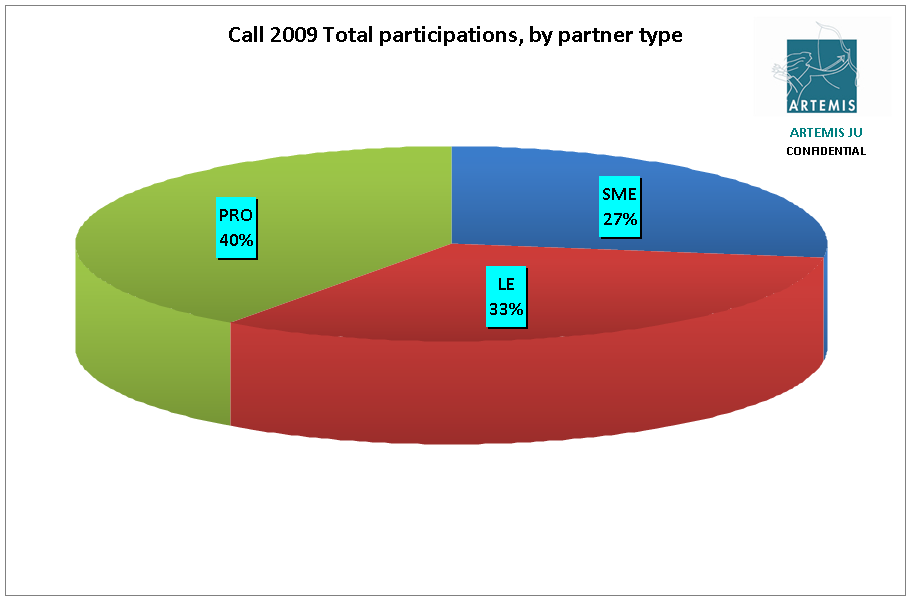 Call 2009 Total participations, by partner type
ARTEMIS
ARTEMIS JU
CONFIDENTIAL
SME
27%
PRO
40%
LE
33%